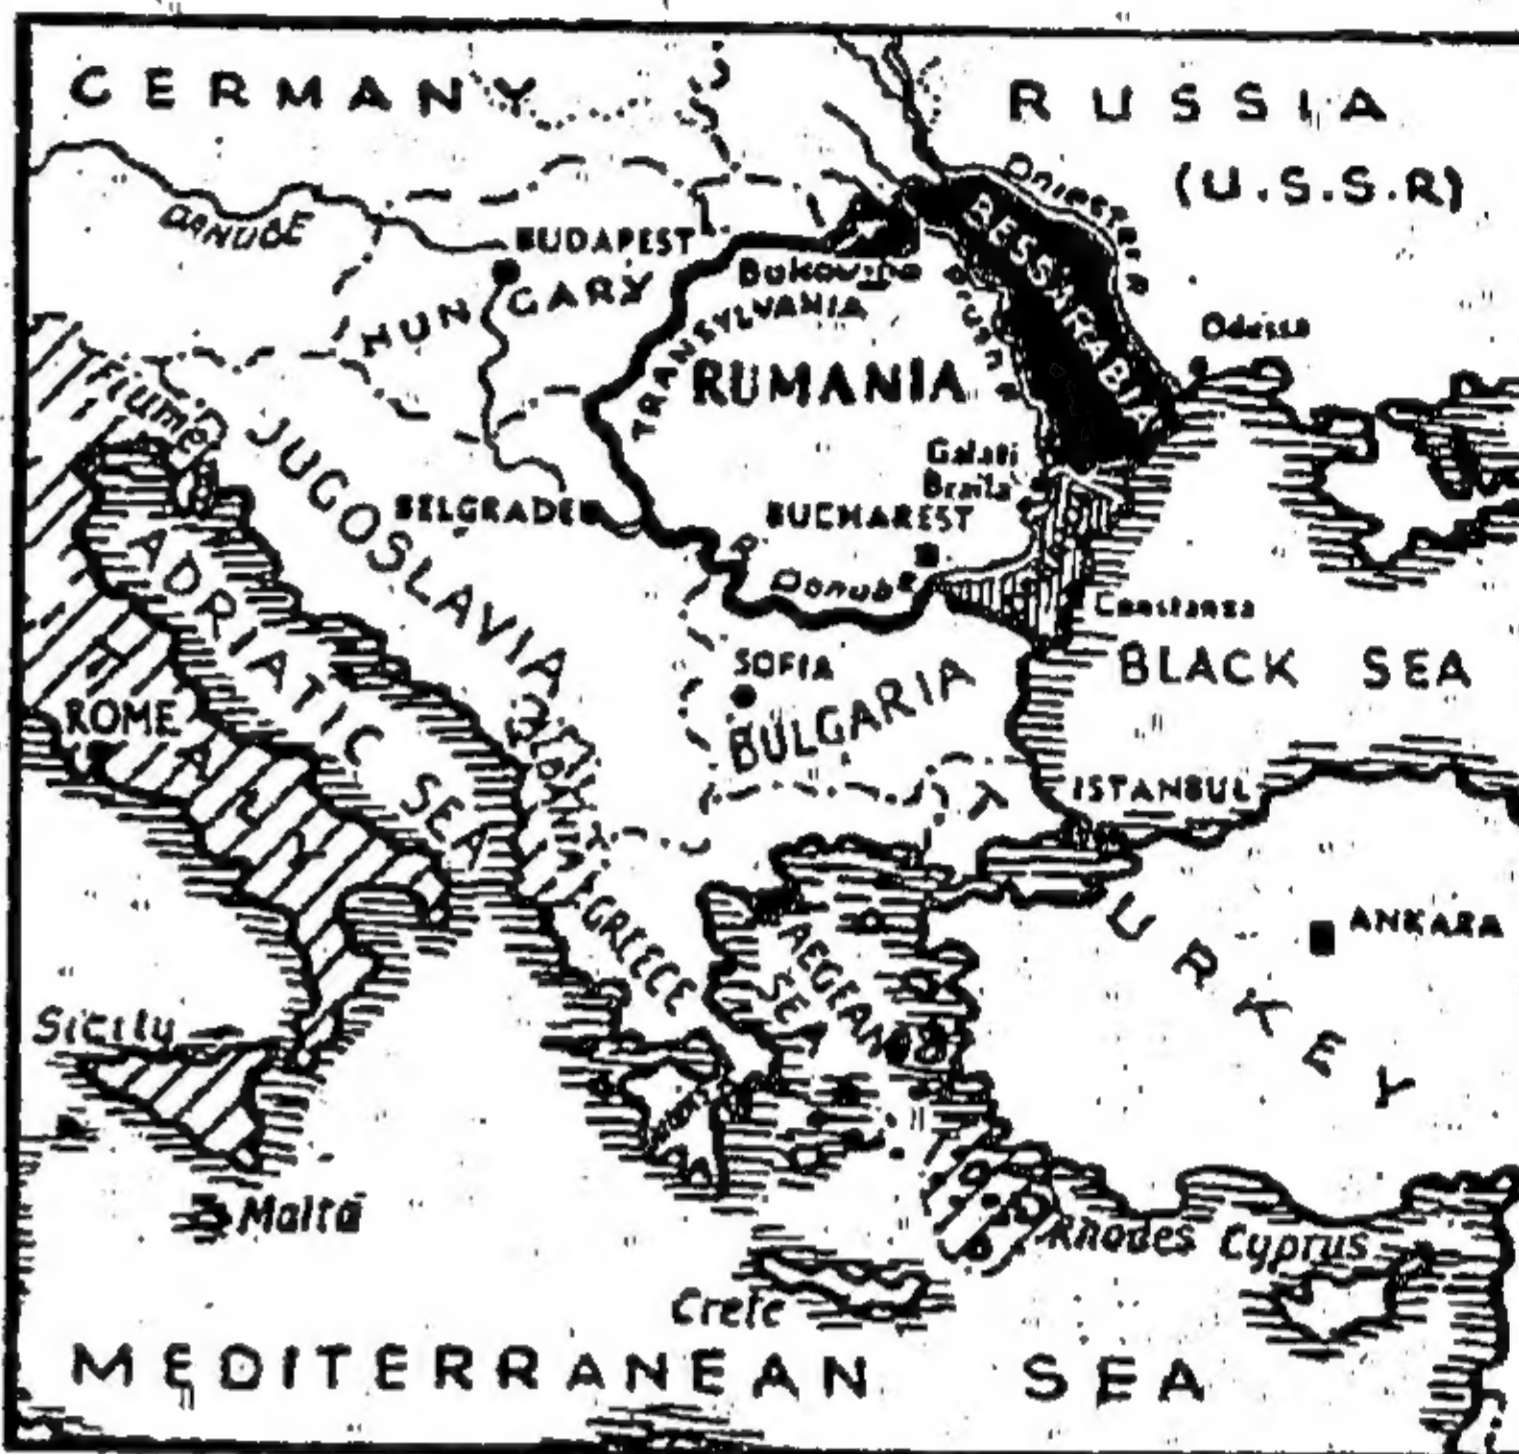 GERMANY
RUSSIA
(U.S.S.R)
DANUBE
Dniester R
BUDAPEST
HUNGARY
BESSARABIA
Bukovina
TRANSYLVANIA
RUMANIA
Odessa
Fiume
JUGOSLAVIA
Galati
Braila
BELGRADE
BUCHAREST
R Danube
Constanza
ADRIATIC SEA
SOFIA
BULGARIA
BLACK SEA
ROME
ITALY
ALBANIA
ISTANBUL
TURKEY
ANKARA
GREECE
AEGEAN
SEA
Sicily
Malta
Rhodes
Cyprus
Crete
MEDITERRANEAN SEA